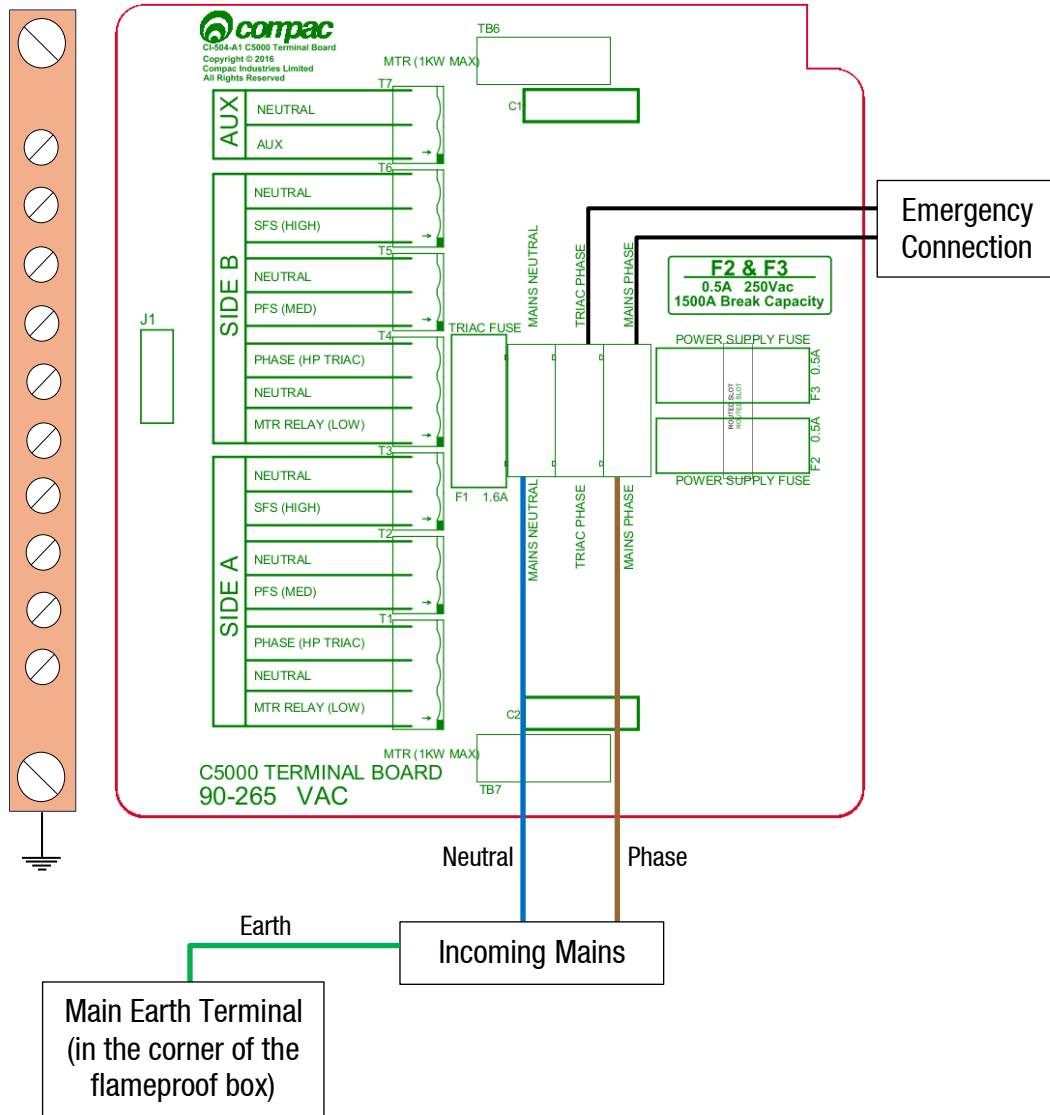 compac
CI-504-A1 C5000 Terminal Board
Copyright © 2016
Compac Industries Limited
All Rights Reserved
TB6
MTR (1KW MAX)
C1
T7
AUX
NEUTRAL
AUX
T6
SIDE B
NEUTRAL
SFS (HIGH)
T5
NEUTRAL
PFS (MED)
T4
PHASE (HP TRIAC)
NEUTRAL
MTR RELAY (LOW)
T3
SIDE A
NEUTRAL
SFS (HIGH)
T2
NEUTRAL
PFS (MED)
T1
PHASE (HP TRIAC)
NEUTRAL
MTR RELAY (LOW)
J1
TRIAC FUSE
F1 1.6A
MAINS NEUTRAL
TRIAC PHASE
MAINS PHASE
MAINS NEUTRAL
TRIAC PHASE
MAINS PHASE
Emergency
Connection
F2 & F3
0.5A 250Vac
1500A Break Capacity
POWER SUPPLY FUSE
F3 0.5A
ROUTED SLOT
ROUTED SLOT
F2 0.5A
POWER SUPPLY FUSE
C2
MTR (1KW MAX)
TB7
C5000 TERMINAL BOARD
90-265 VAC
Neutral
Phase
Earth
Incoming Mains
Main Earth Terminal
(in the corner of the
flameproof box)